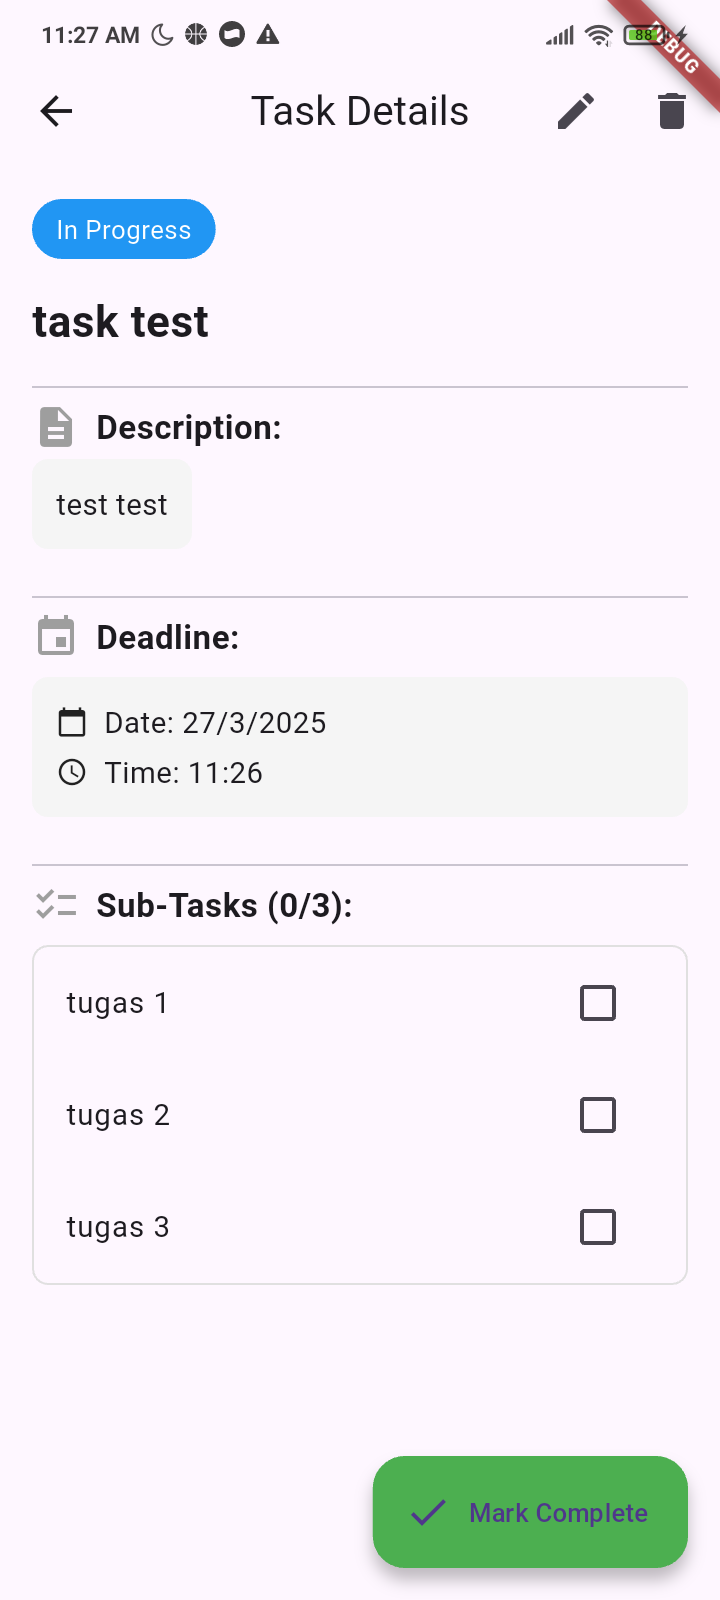 11:27 AM
88
DEBUG
Task Details
In Progress
task test
Description:
test test
Deadline:
Date: 27/3/2025
Time: 11:26
Sub-Tasks (0/3):
tugas 1
tugas 2
tugas 3
Mark Complete